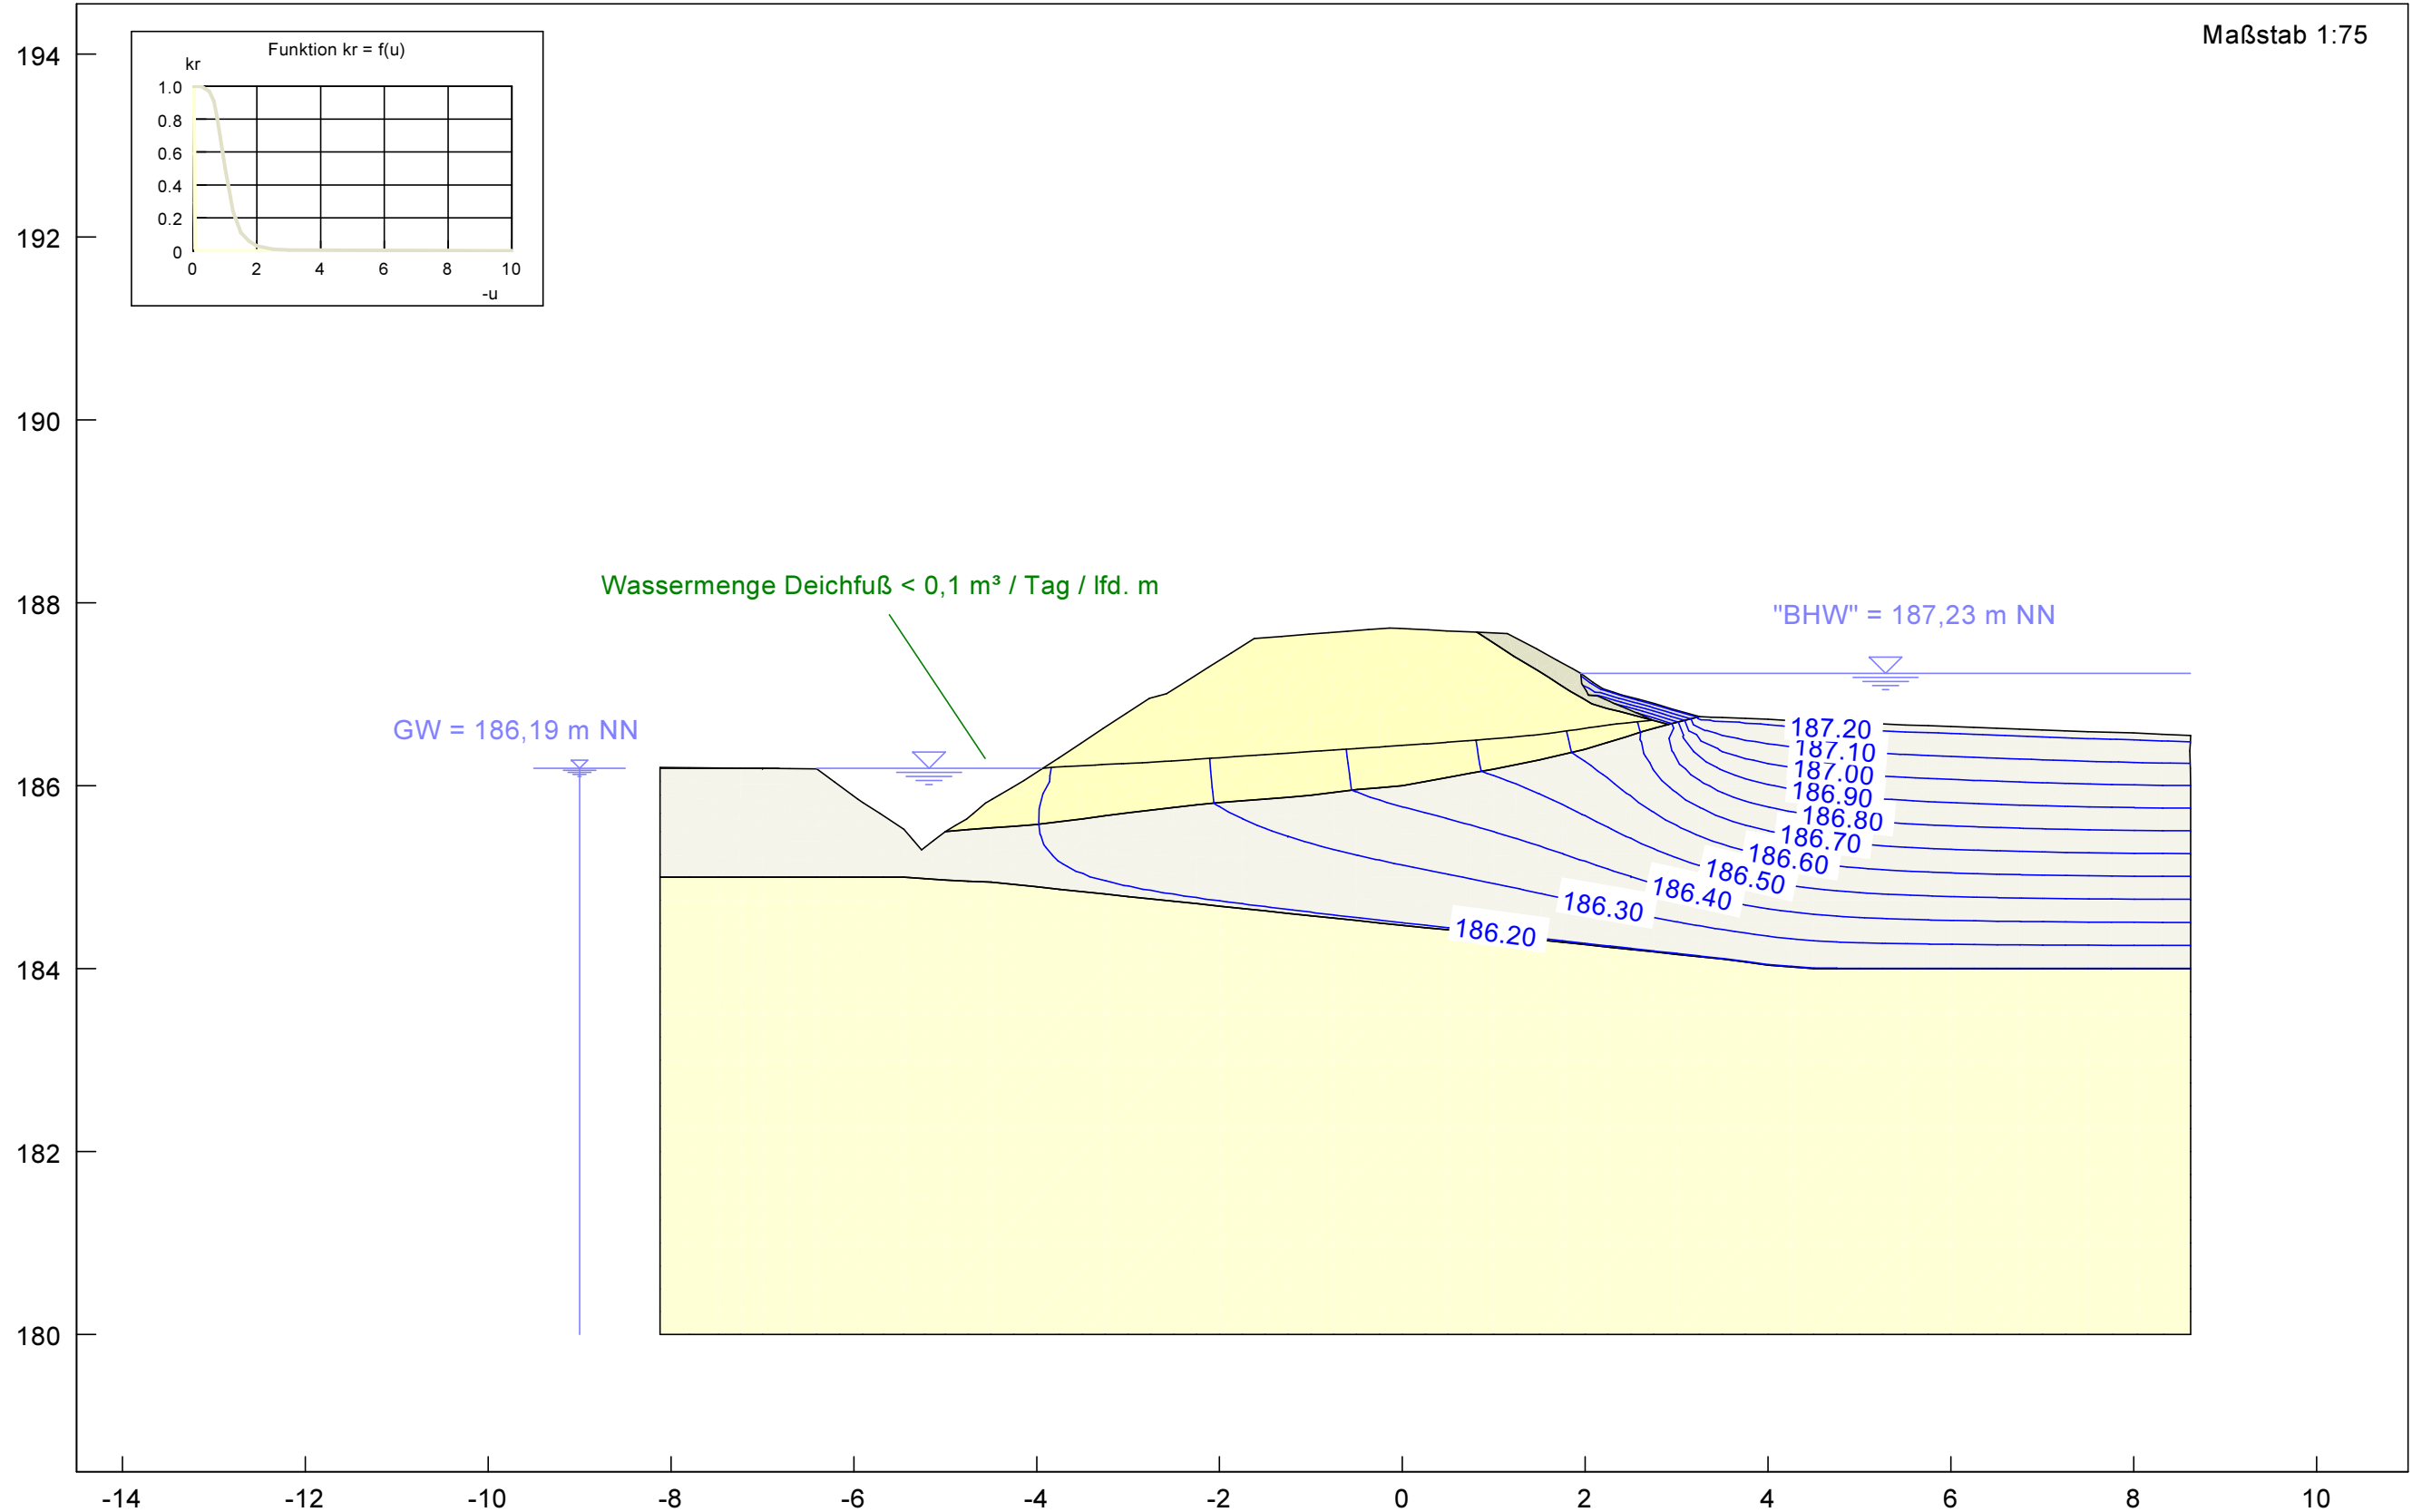 Maßstab 1:75
Funktion kr = f(u)
kr
1.0
0.8
0.6
0.4
0.2
0
0 2 4 6 8 10
-u
194
192
190
188
186
184
182
180
Wassermenge Deichfuß < 0,1 m³ / Tag / lfd. m
"BHW" = 187,23 m NN
GW = 186,19 m NN
187.20
187.10
187.00
186.90
186.80
186.70
186.60
186.50
186.40
186.30
186.20
-14 -12 -10 -8 -6 -4 -2 0 2 4 6 8 10